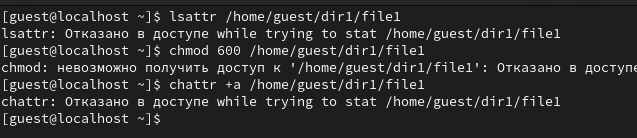 [guest@localhost ~]$ lsattr /home/guest/dir1/file1
lsattr: Отказано в доступе while trying to stat /home/guest/dir1/file1
[guest@localhost ~]$ chmod 600 /home/guest/dir1/file1
chmod: невозможно получить доступ к '/home/guest/dir1/file1': Отказано в доступе
[guest@localhost ~]$ chattr +a /home/guest/dir1/file1
chattr: Отказано в доступе while trying to stat /home/guest/dir1/file1
[guest@localhost ~]$